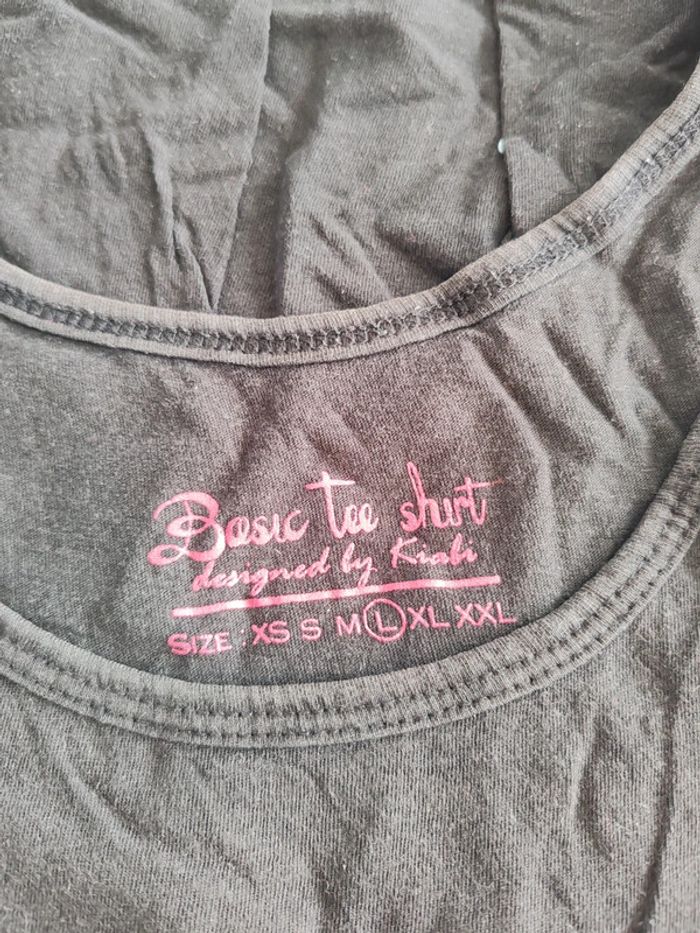 Basic tee shirt
designed by Kiabi
SIZE : XS S M L XL XXL